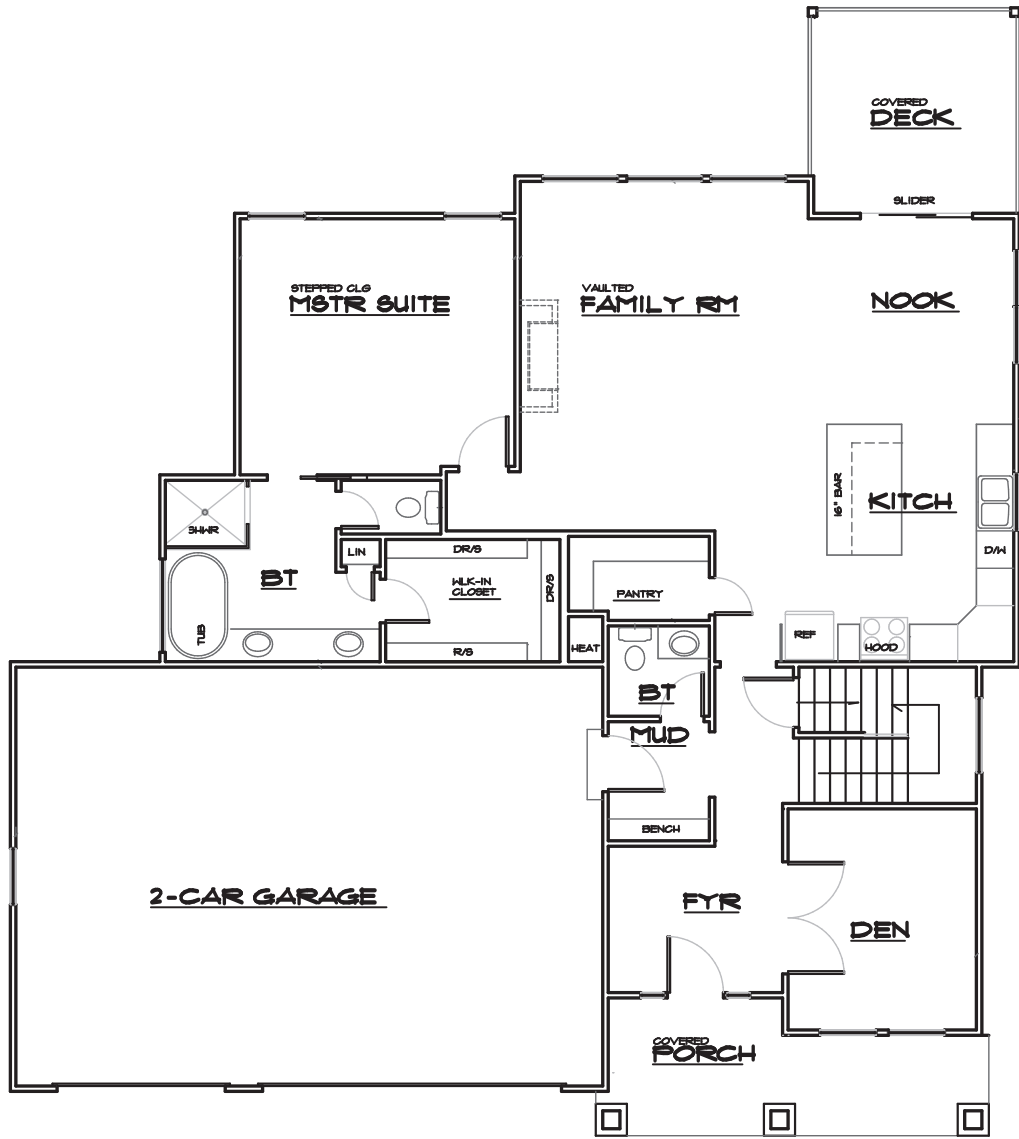 COVERED
DECK
SLIDER
STEPPED CLG
MSTR SUITE
VAULTED
FAMILY RM
NOOK
16" BAR
KITCH
SHWR
D/W
LIN
DR/S
BT
WLK-IN
CLOSET
DR/S
PANTRY
TUB
R/S
HEAT
REF
HOOD
BT
MUD
BENCH
2-CAR GARAGE
FYR
DEN
COVERED
PORCH